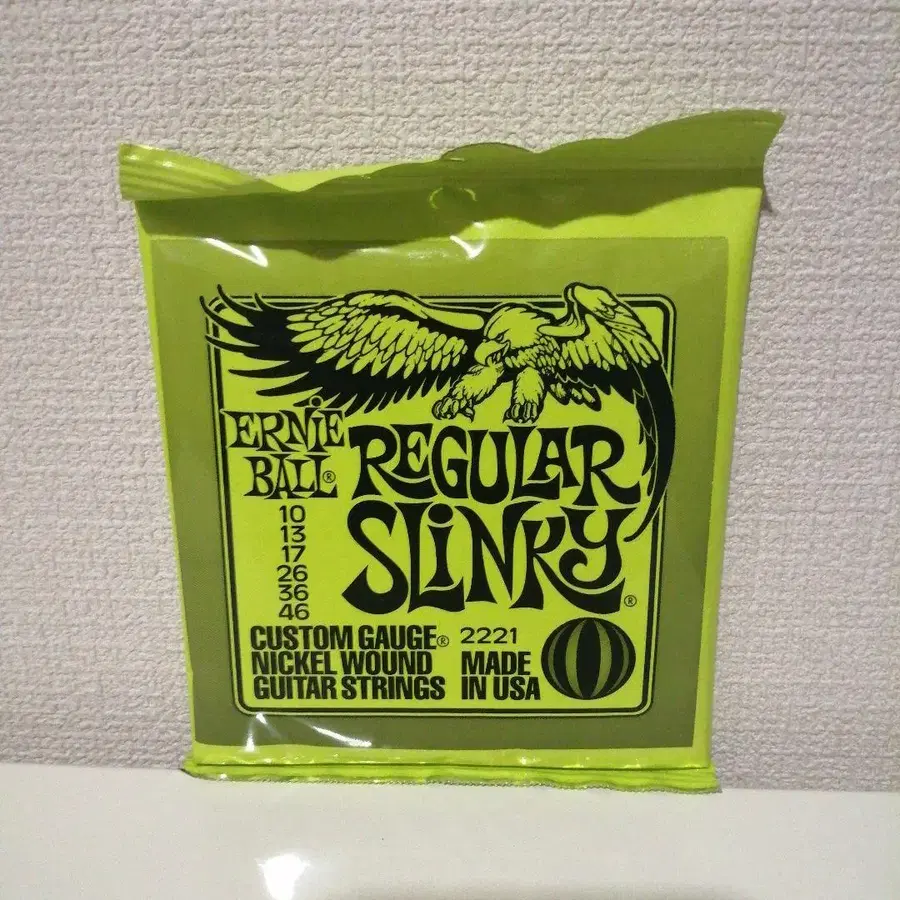 ERNiE
BALL®
REGULAR
SLiNKY®
10
13
17
26
36
46
CUSTOM GAUGE® 2221
NICKEL WOUND
GUITAR STRINGS
MADE
IN USA